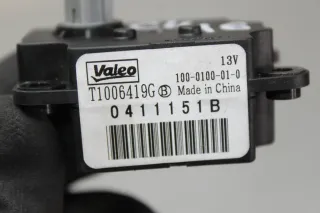 Valeo
13V
100-0100-01-0
T1006419G Ⓑ Made in China
0411151B